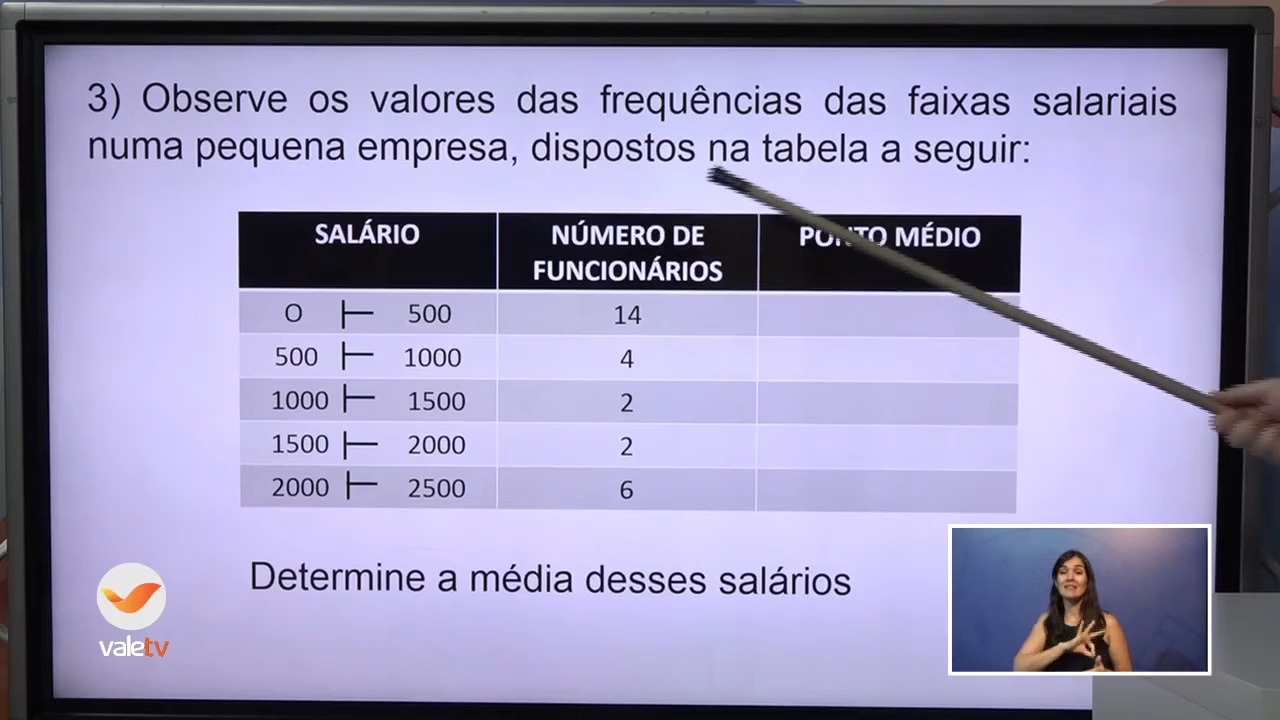 3) Observe os valores das frequências das faixas salariais
numa pequena empresa, dispostos na tabela a seguir:
SALÁRIO NÚMERO DE FUNCIONÁRIOS PONTO MÉDIO
O ├─ 500 14
500 ├─ 1000 4
1000 ├─ 1500 2
1500 ├─ 2000 2
2000 ├─ 2500 6
Determine a média desses salários
valetv